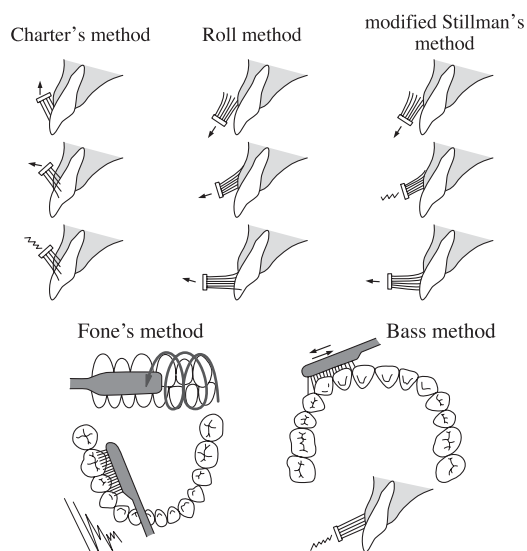 Charter's method
Roll method
modified Stillman's
method
Fone's method
Bass method